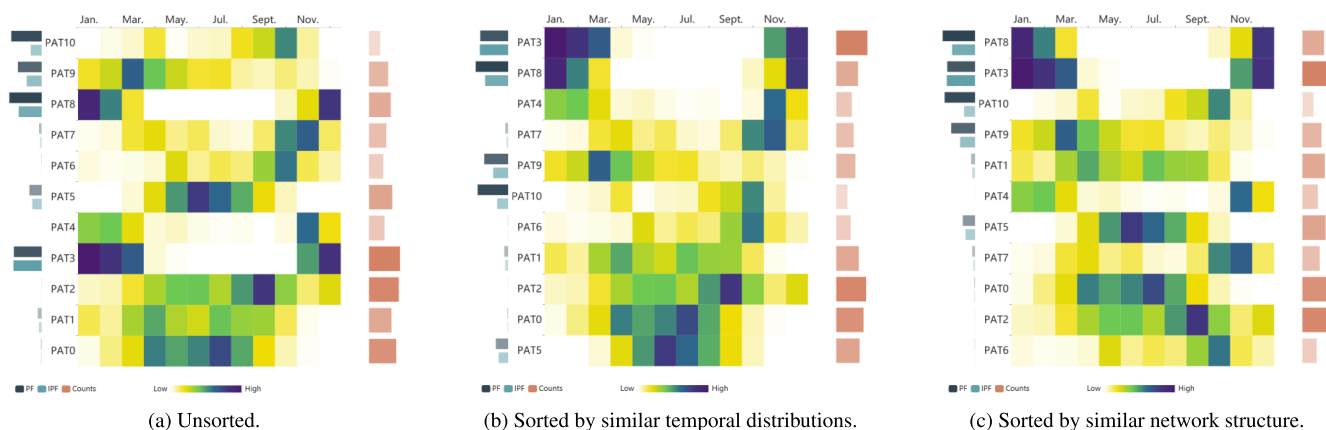 Jan. Mar. May. Jul. Sept. Nov.
PAT10
PAT9
PAT8
PAT7
PAT6
PAT5
PAT4
PAT3
PAT2
PAT1
PAT0
PF IPF Counts Low High
(a) Unsorted.
Jan. Mar. May. Jul. Sept. Nov.
PAT3
PAT8
PAT4
PAT7
PAT9
PAT10
PAT6
PAT1
PAT2
PAT0
PAT5
PF IPF Counts Low High
(b) Sorted by similar temporal distributions.
Jan. Mar. May. Jul. Sept. Nov.
PAT8
PAT3
PAT10
PAT9
PAT1
PAT4
PAT5
PAT7
PAT0
PAT2
PAT6
PF IPF Counts Low High
(c) Sorted by similar network structure.